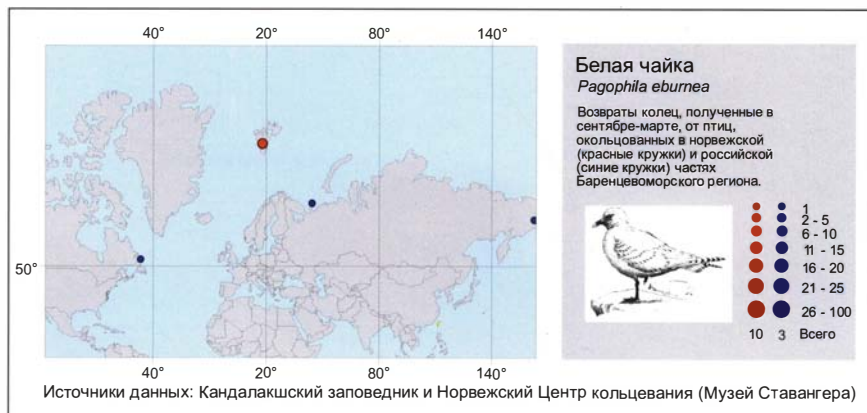 40° 20° 80° 140°
50°
40° 20° 80° 140°
Белая чайка
Pagophila eburnea
Возвраты колец, полученные в
сентябре-марте, от птиц,
окольцованных в норвежской
(красные кружки) и российской
(синие кружки) частях
Баренцевоморского региона.
1
2 - 5
6 - 10
11 - 15
16 - 20
21 - 25
26 - 100
10 3 Всего
Источники данных: Кандалакшский заповедник и Норвежский Центр кольцевания (Музей Ставангера)